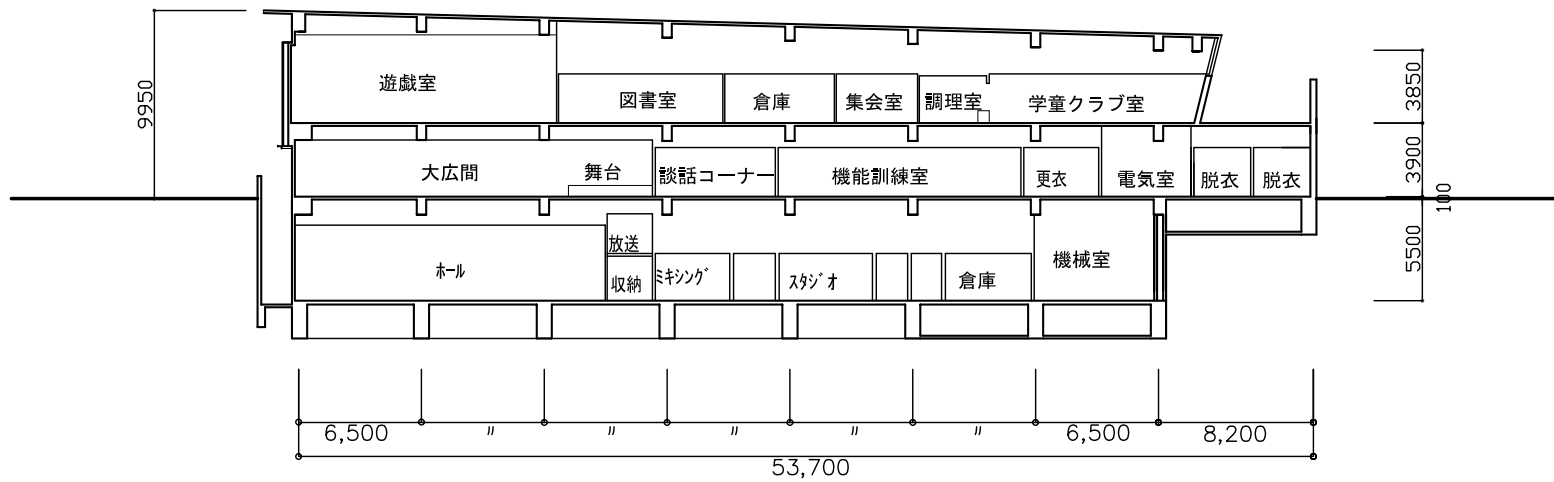 9950
遊戯室
図書室
倉庫
集会室
調理室
学童クラブ室
3850
大広間
舞台
談話コーナー
機能訓練室
更衣
電気室
脱衣
脱衣
3900
100
ホール
放送
収納
ミキシング
スタジオ
倉庫
機械室
5500
6,500 〃 〃 〃 〃 〃 6,500 8,200
53,700